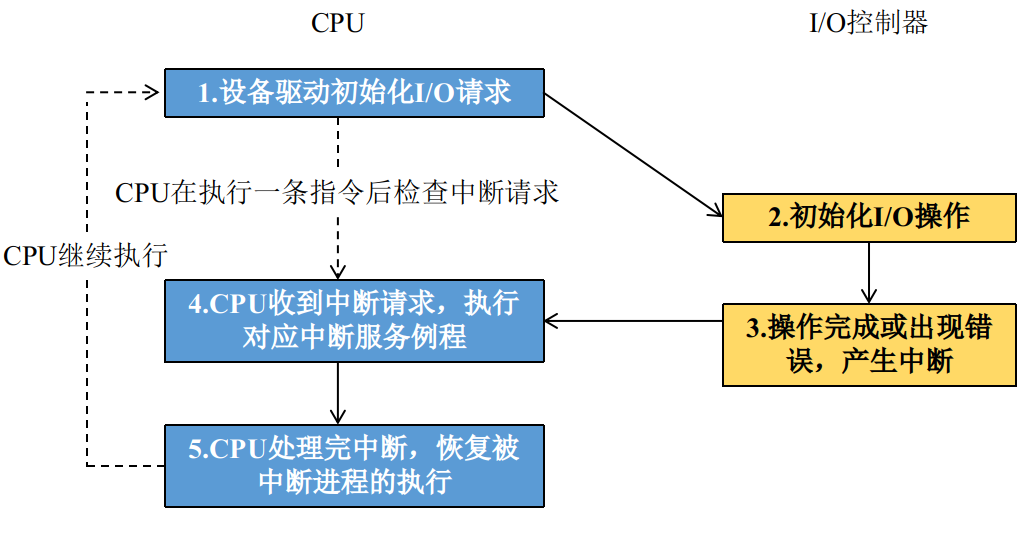 CPU
I/O控制器
1.设备驱动初始化I/O请求
CPU在执行一条指令后检查中断请求
2.初始化I/O操作
CPU继续执行
4.CPU收到中断请求，执行
对应中断服务例程
3.操作完成或出现错
误，产生中断
5.CPU处理完中断，恢复被
中断进程的执行